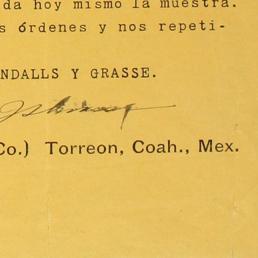 da hoy mismo la muestra.
s órdenes y nos repeti-
NDALLS Y GRASSE.
Co.) Torreon, Coah., Mex.